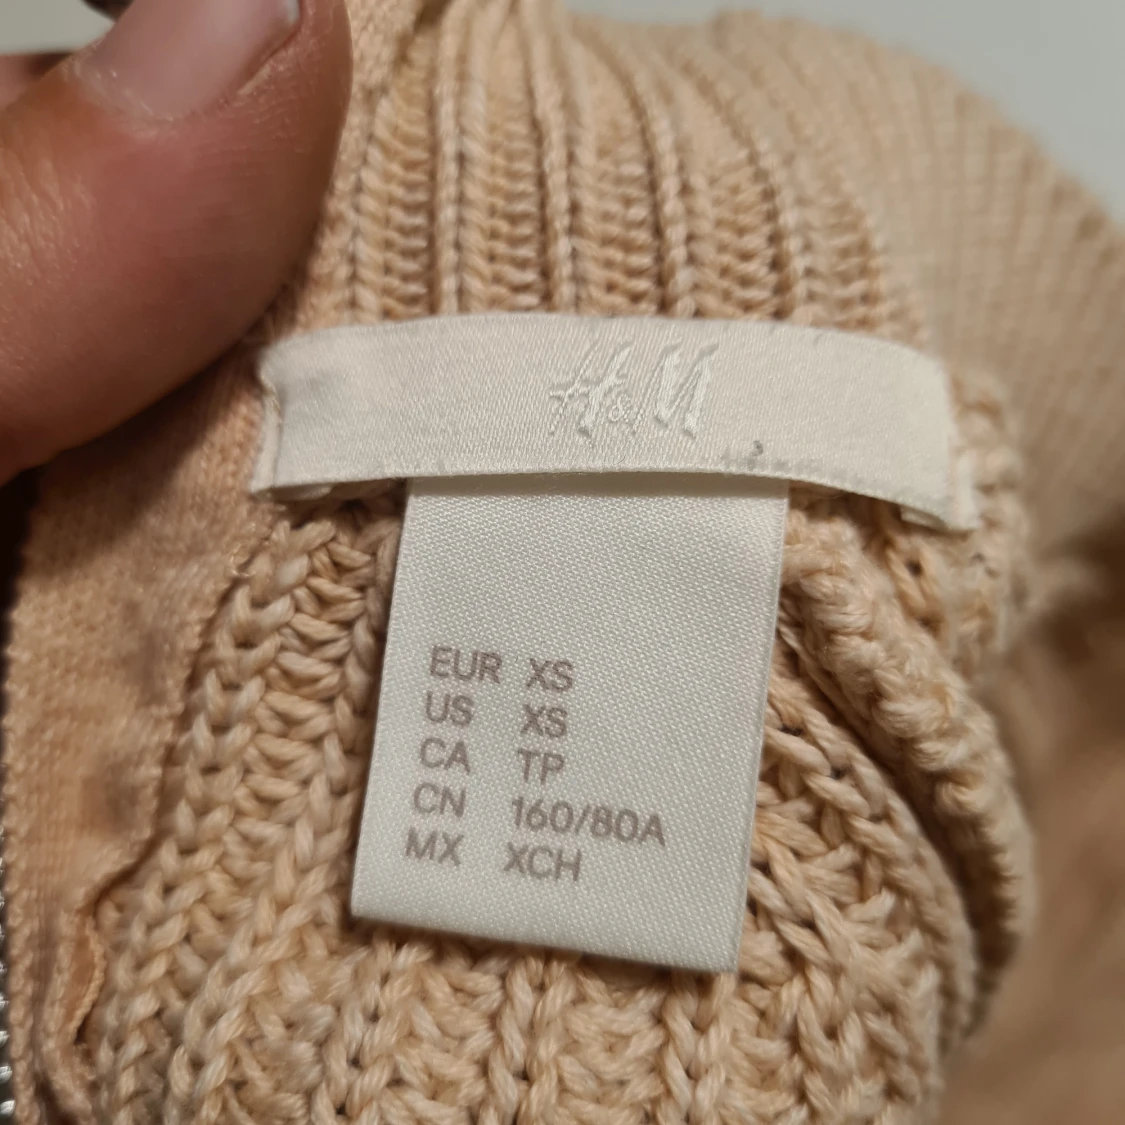 H&M
EUR XS
US XS
CA TP
CN 160/80A
MX XCH